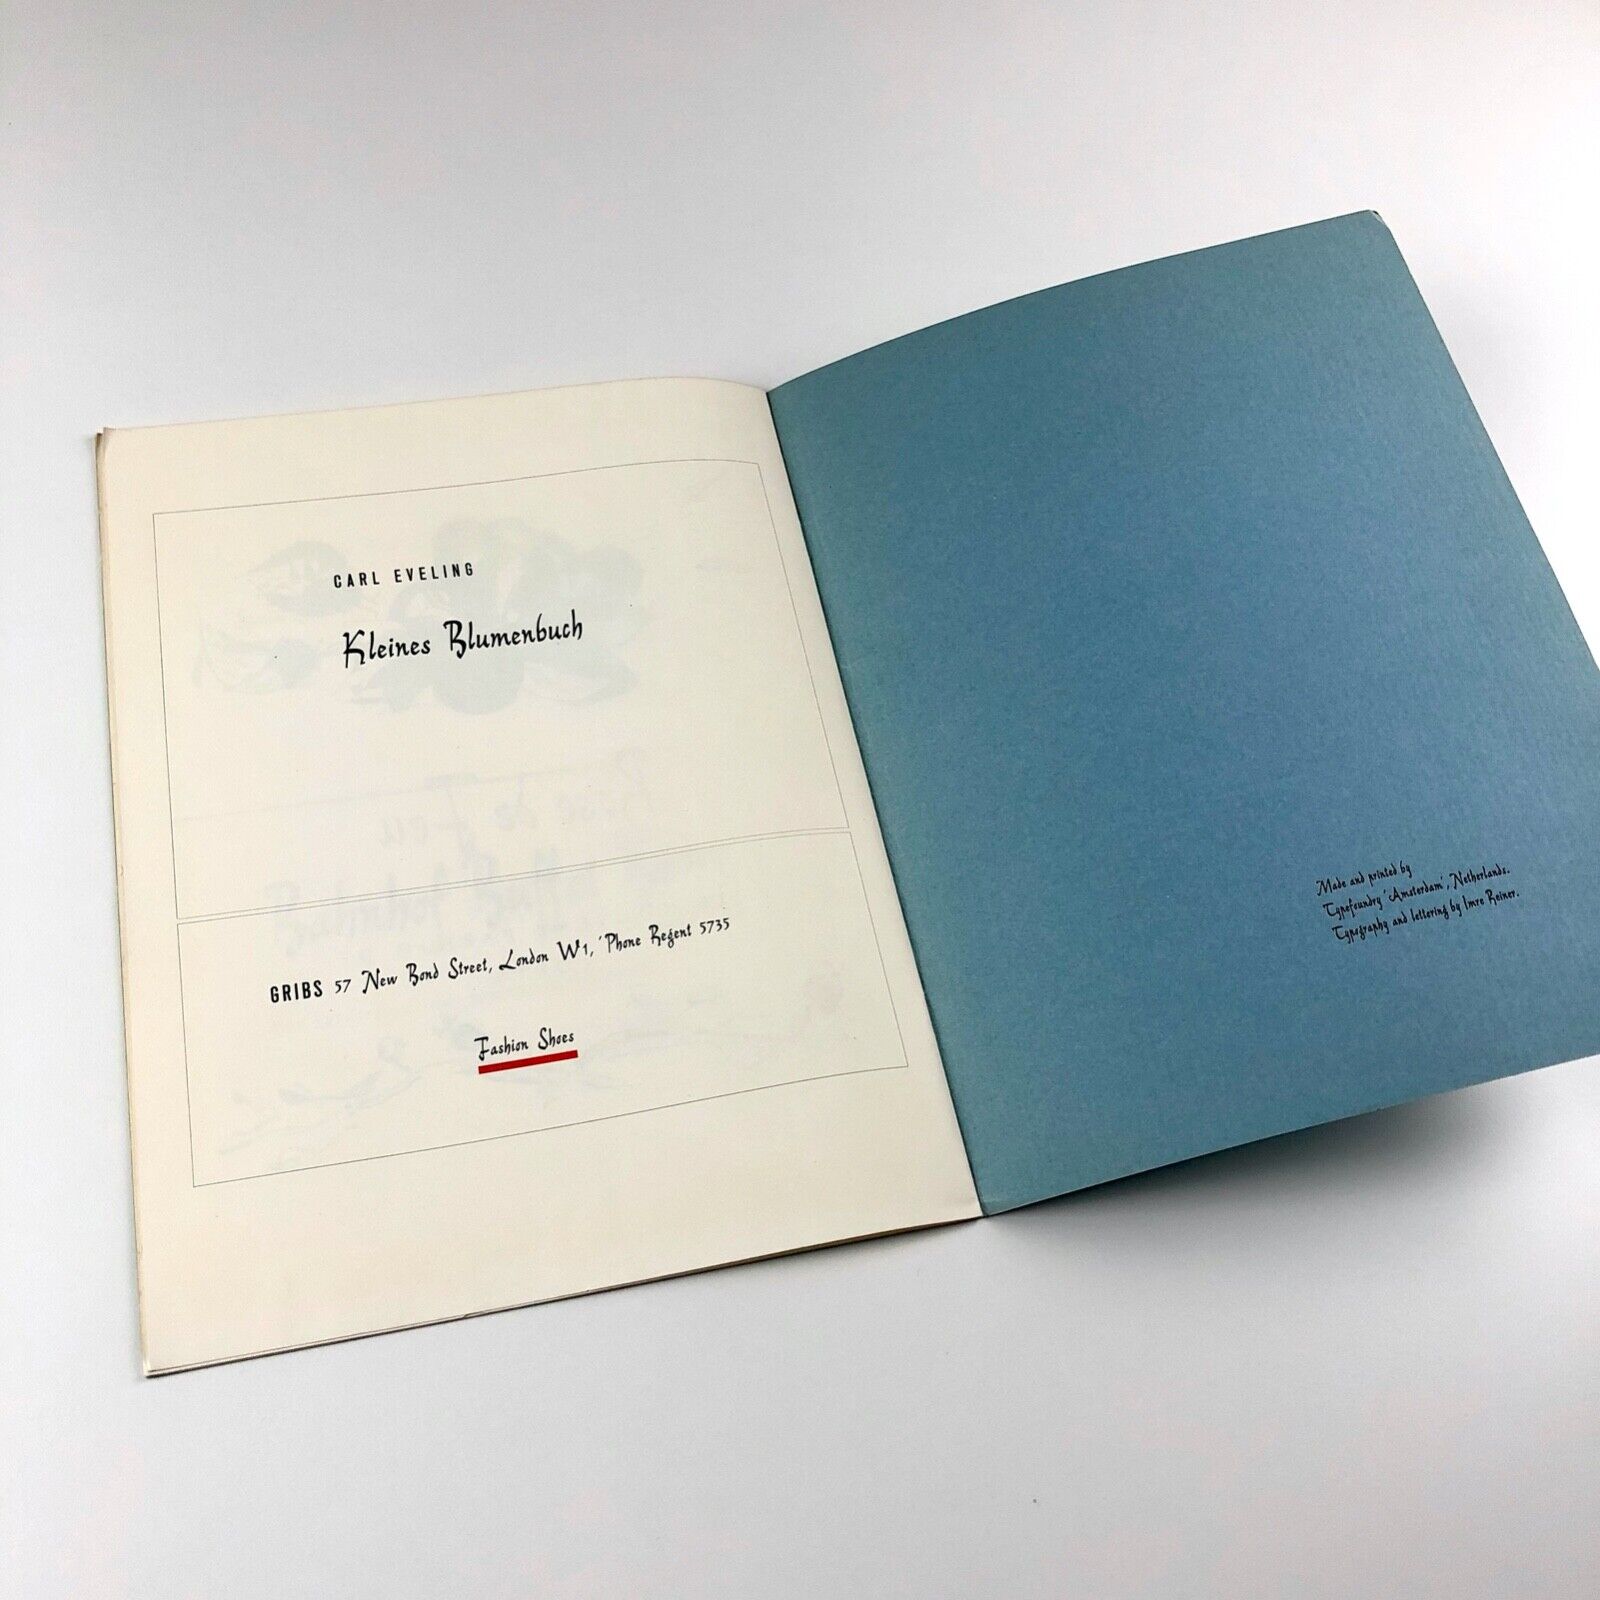 CARL EVELING
Kleines Blumenbuch
GRIBS 57 New Bond Street, London W1, 'Phone Regent 5735
Fashion Shoes
Made and printed by
Typefoundry 'Amsterdam', Netherlands.
Typography and lettering by Imre Reiner.